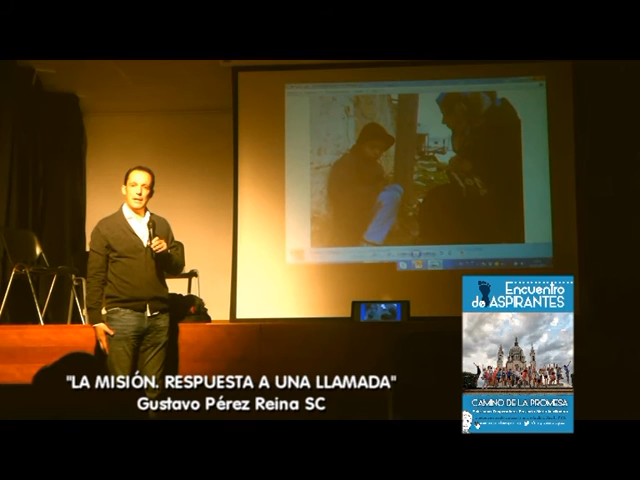 Encuentro
de ASPIRANTES
CAMINO DE LA PROMESA
"LA MISIÓN. RESPUESTA A UNA LLAMADA"
Gustavo Pérez Reina SC